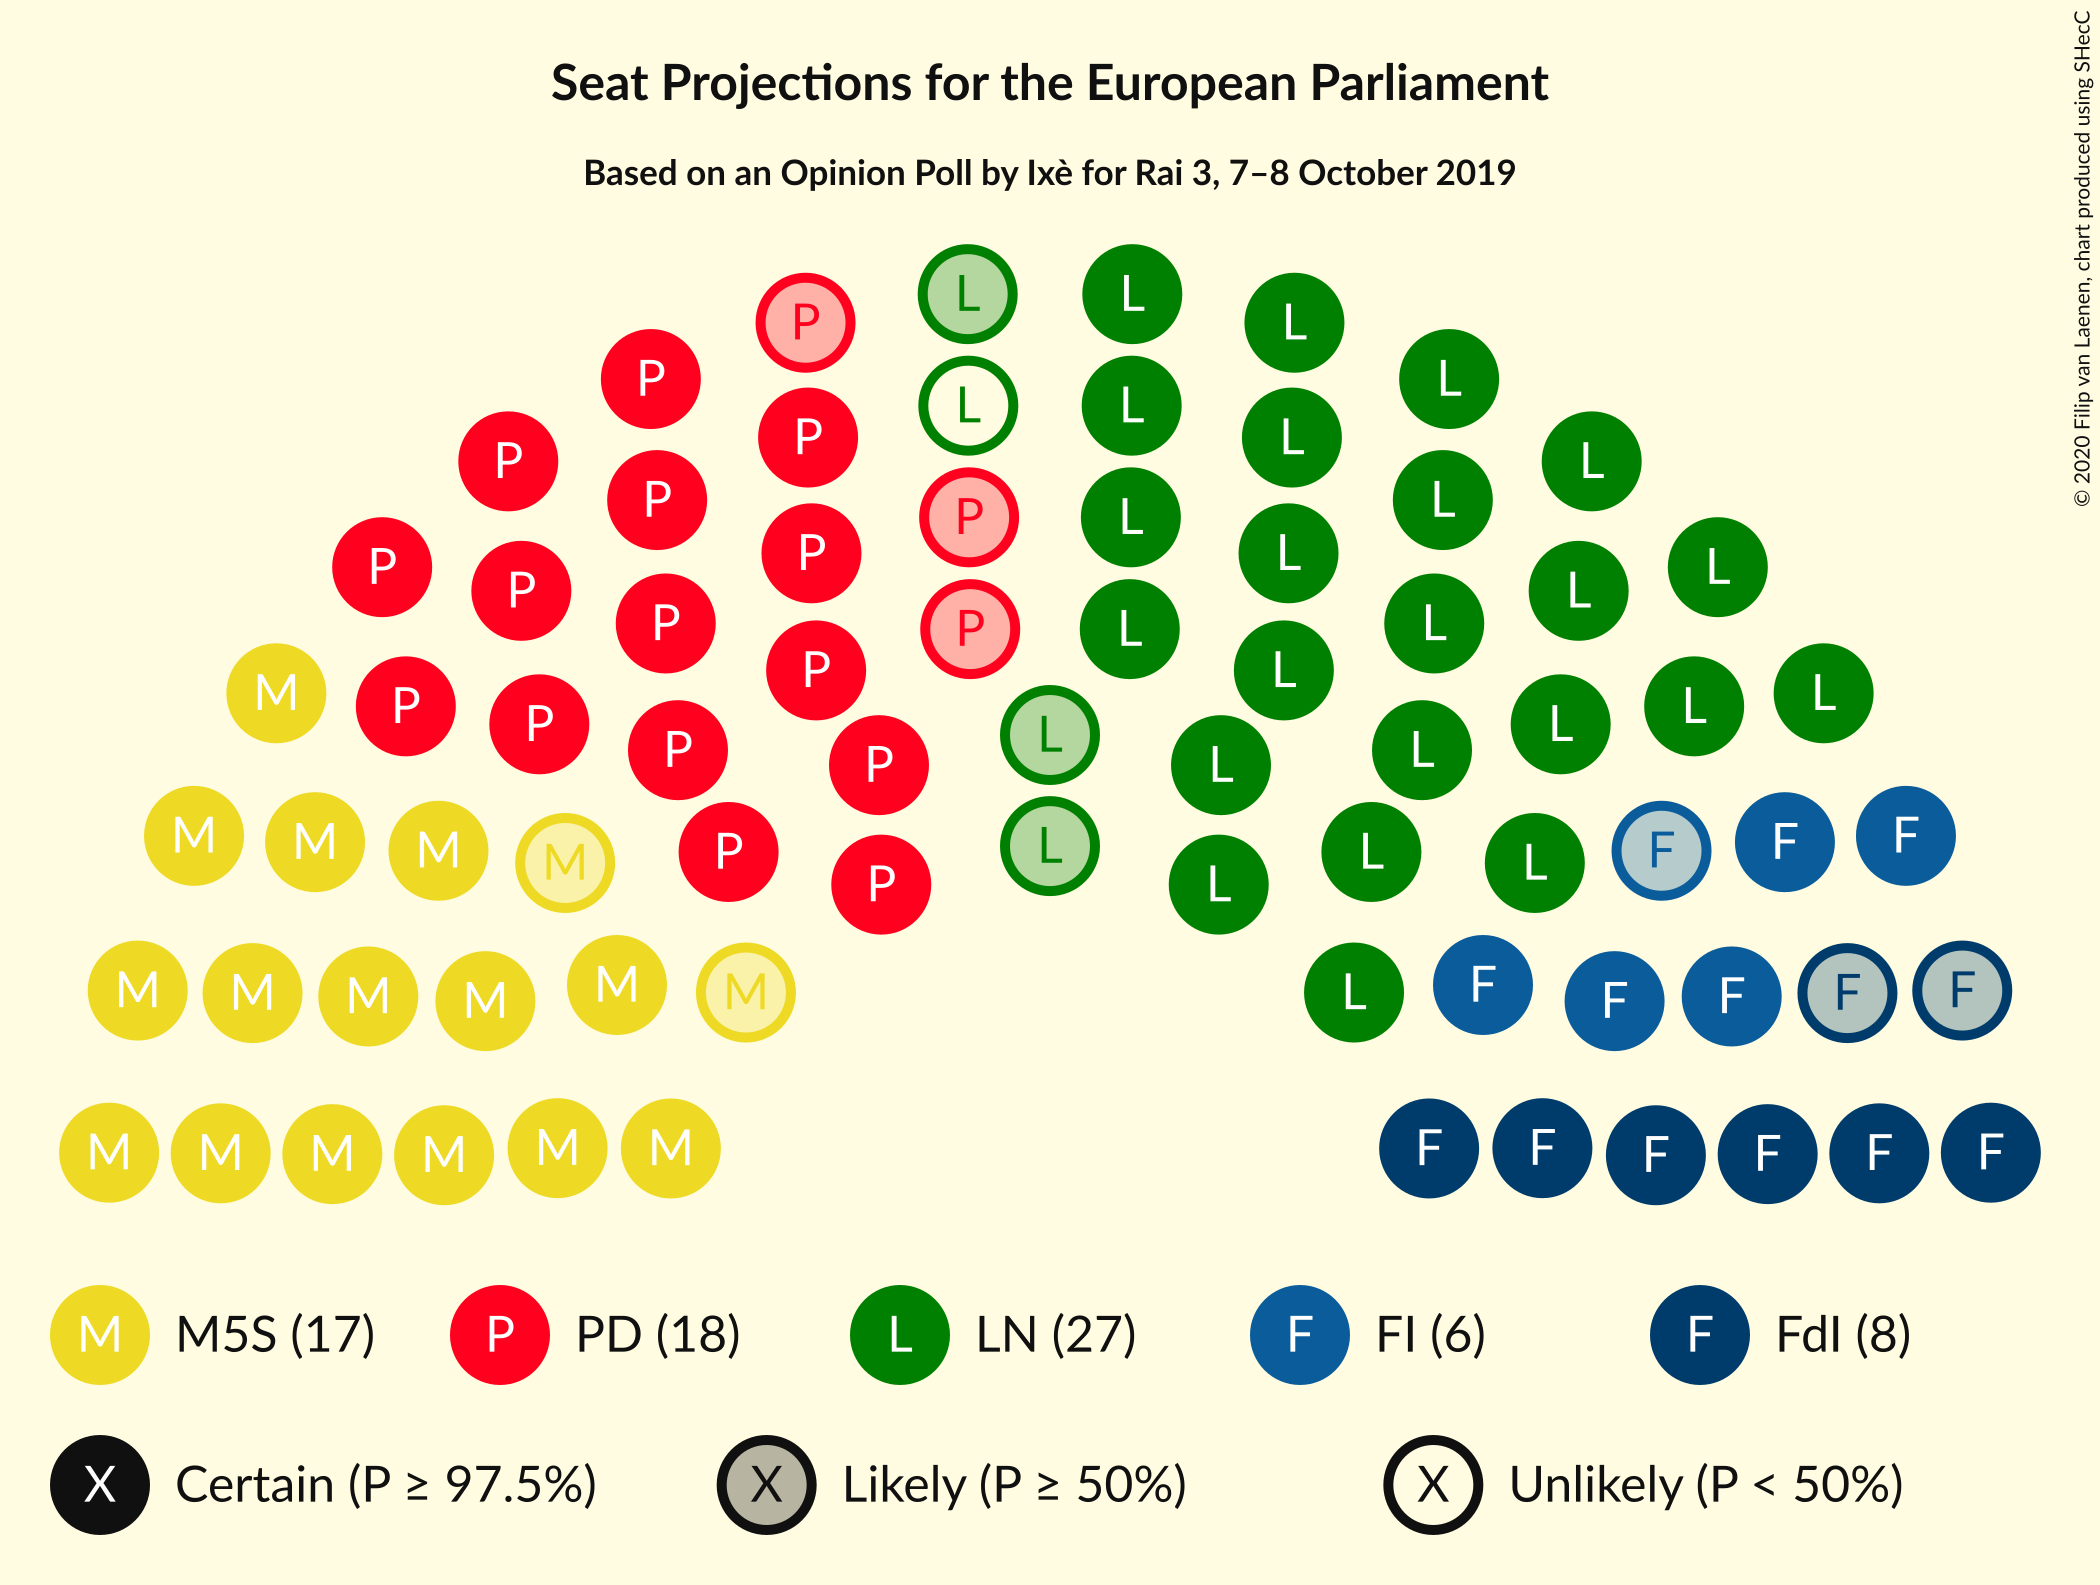 Seat Projections for the European Parliament
Based on an Opinion Poll by Ixè for Rai 3, 7–8 October 2019
© 2020 Filip van Laenen, chart produced using SHecC
L L
P L
P L
L L
P L
P L
P L
P L
P L
P L
P L
P L
P L
P L
M L
P L
P L
P L
L
P L
M M M M P L L F F F
L
P L
M M M M M M L F F F F F
M M M M M M F F F F F F
M M5S (17) P PD (18) L LN (27) F FI (6) F FdI (8)
X Certain (P ≥ 97.5%) X Likely (P ≥ 50%) X Unlikely (P < 50%)